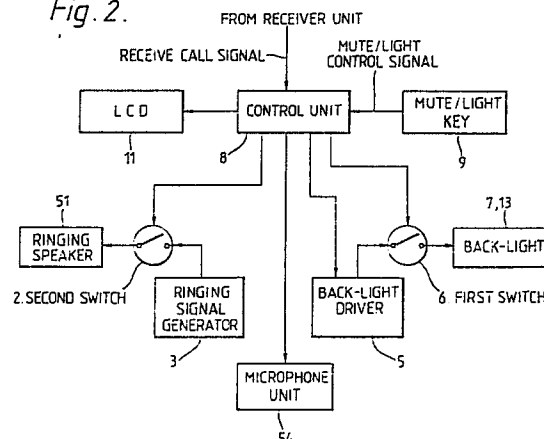 Fig. 2.
FROM RECEIVER UNIT
RECEIVE CALL SIGNAL
MUTE/LIGHT
CONTROL SIGNAL
LCD
CONTROL UNIT
MUTE/LIGHT
KEY
11
8
9
51
7,13
RINGING
SPEAKER
BACK-LIGHT
2. SECOND SWITCH
6. FIRST SWITCH
RINGING
SIGNAL
GENERATOR
BACK-LIGHT
DRIVER
3
5
MICROPHONE
UNIT
54